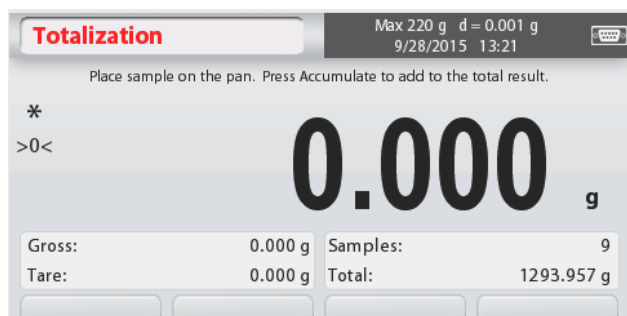 Totalization
Max 220 g d = 0.001 g
9/28/2015 13:21
Place sample on the pan. Press Accumulate to add to the total result.
*
>0<
0.000 g
Gross: 0.000 g Samples: 9
Tare: 0.000 g Total: 1293.957 g